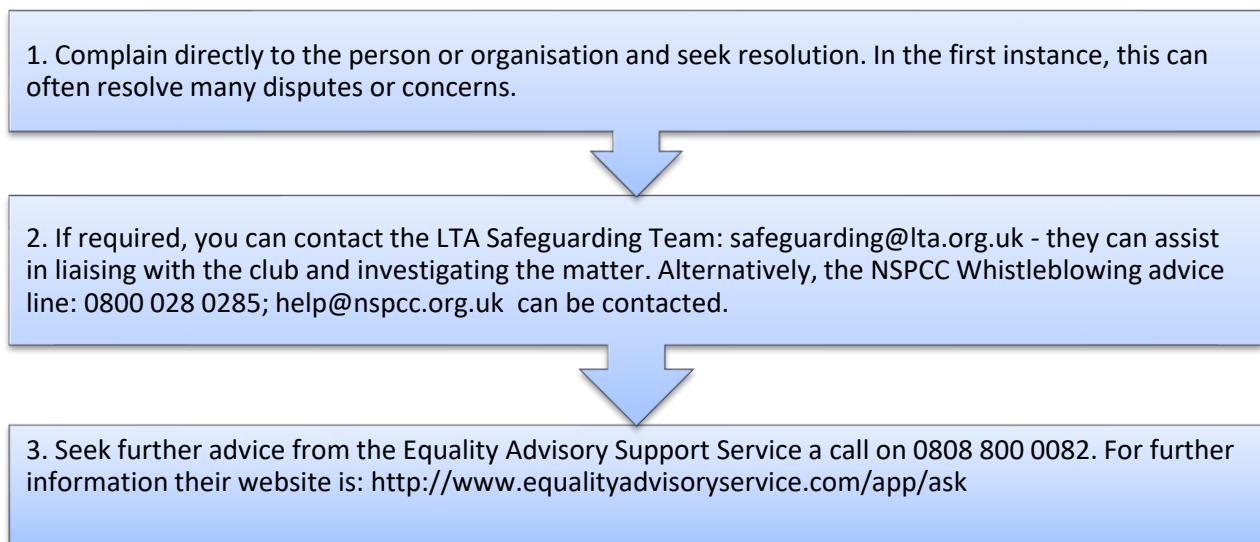 1. Complain directly to the person or organisation and seek resolution. In the first instance, this can
often resolve many disputes or concerns.
2. If required, you can contact the LTA Safeguarding Team: safeguarding@lta.org.uk - they can assist
in liaising with the club and investigating the matter. Alternatively, the NSPCC Whistleblowing advice
line: 0800 028 0285; help@nspcc.org.uk  can be contacted.
3. Seek further advice from the Equality Advisory Support Service a call on 0808 800 0082. For further
information their website is: http://www.equalityadvisoryservice.com/app/ask